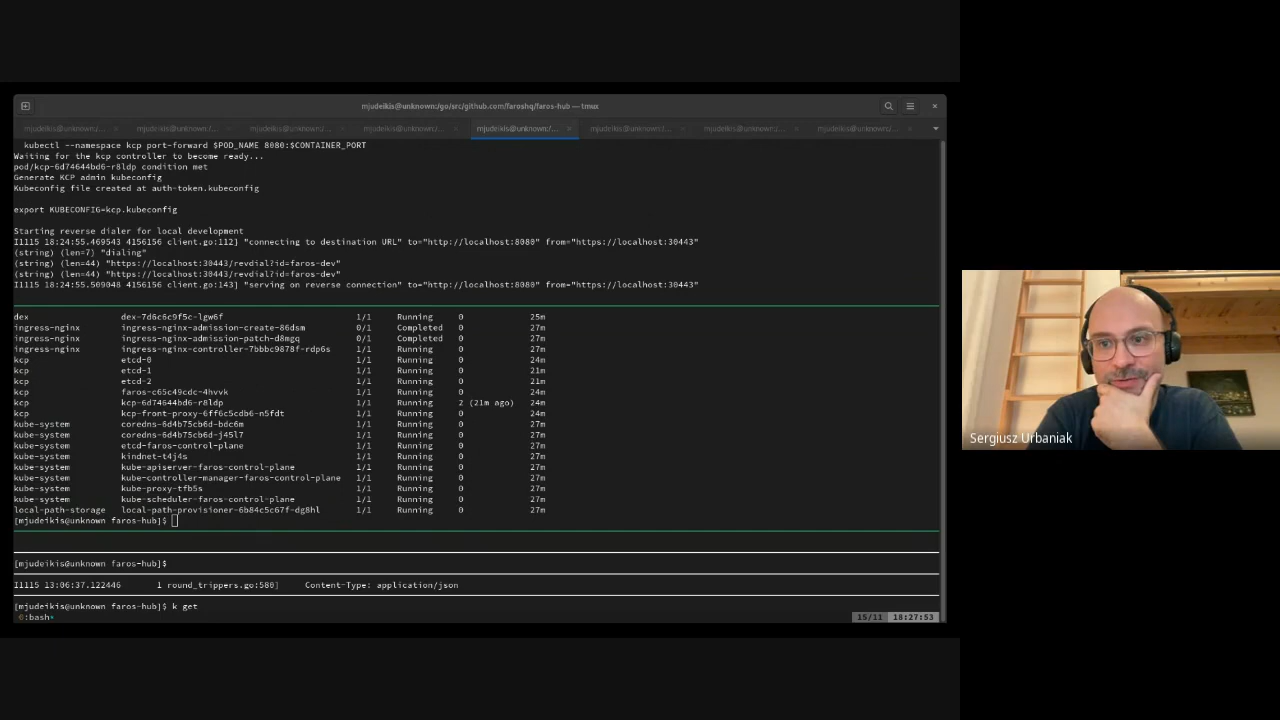 mjudeikis@unknown:/go/src/github.com/faroshq/faros-hub — tmux
mjudeikis@unknown:/... mjudeikis@unknown:/... mjudeikis@unknown:/... mjudeikis@unknown:/... mjudeikis@unknown:/... mjudeikis@unknown:/... mjudeikis@unknown:/...
kubectl --namespace kcp port-forward $POD_NAME 8080:$CONTAINER_PORT
Waiting for the kcp controller to become ready...
pod/kcp-6d74644bd6-r8ldp condition met
Generate KCP admin kubeconfig
Kubeconfig file created at auth-token.kubeconfig
export KUBECONFIG=kcp.kubeconfig
Starting reverse dialer for local development
I1115 18:24:55.469543 4156156 client.go:112] "connecting to destination URL" to="http://localhost:8080" from="https://localhost:30443"
(string) (len=7) "dialing"
(string) (len=44) "https://localhost:30443/revdial?id=faros-dev"
(string) (len=44) "https://localhost:30443/revdial?id=faros-dev"
I1115 18:24:55.509048 4156156 client.go:143] "serving on reverse connection" to="http://localhost:8080" from="https://localhost:30443"
dex dex-7d6c6c9f5c-lgw6f 1/1 Running 0 25m
ingress-nginx ingress-nginx-admission-create-86dsm 0/1 Completed 0 27m
ingress-nginx ingress-nginx-admission-patch-d8mgq 0/1 Completed 0 27m
ingress-nginx ingress-nginx-controller-7bbbc9878f-rdp6s 1/1 Running 0 27m
kcp etcd-0 1/1 Running 0 24m
kcp etcd-1 1/1 Running 0 21m
kcp etcd-2 1/1 Running 0 21m
kcp faros-c65c49cdc-4hvvk 1/1 Running 0 24m
kcp kcp-6d74644bd6-r8ldp 1/1 Running 2 (21m ago) 24m
kcp kcp-front-proxy-6ff6c5cdb6-n5fdt 1/1 Running 0 24m
kube-system coredns-6d4b75cb6d-bdc6m 1/1 Running 0 27m
kube-system coredns-6d4b75cb6d-j45l7 1/1 Running 0 27m
kube-system etcd-faros-control-plane 1/1 Running 0 27m
kube-system kindnet-t4j4s 1/1 Running 0 27m
kube-system kube-apiserver-faros-control-plane 1/1 Running 0 27m
kube-system kube-controller-manager-faros-control-plane 1/1 Running 0 27m
kube-system kube-proxy-tfb5s 1/1 Running 0 27m
kube-system kube-scheduler-faros-control-plane 1/1 Running 0 27m
local-path-storage local-path-provisioner-6b84c5c67f-dg8hl 1/1 Running 0 27m
[mjudeikis@unknown faros-hub]$
[mjudeikis@unknown faros-hub]$
I1115 13:06:37.122446 1 round_trippers.go:580] Content-Type: application/json
[mjudeikis@unknown faros-hub]$ k get
0:bash* 15/11 18:27:53
Sergiusz Urbaniak